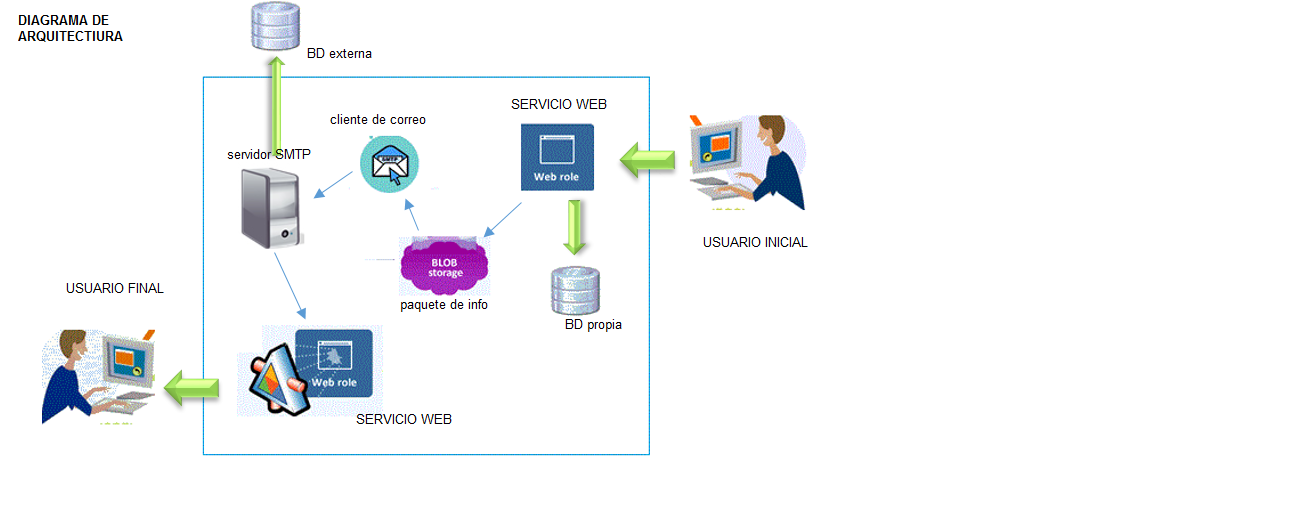 DIAGRAMA DE
ARQUITECTIURA
BD externa
SERVICIO WEB
cliente de correo
servidor SMTP
SMTP
Web role
USUARIO INICIAL
BLOB
storage
paquete de info
USUARIO FINAL
BD propia
Web role
SERVICIO WEB